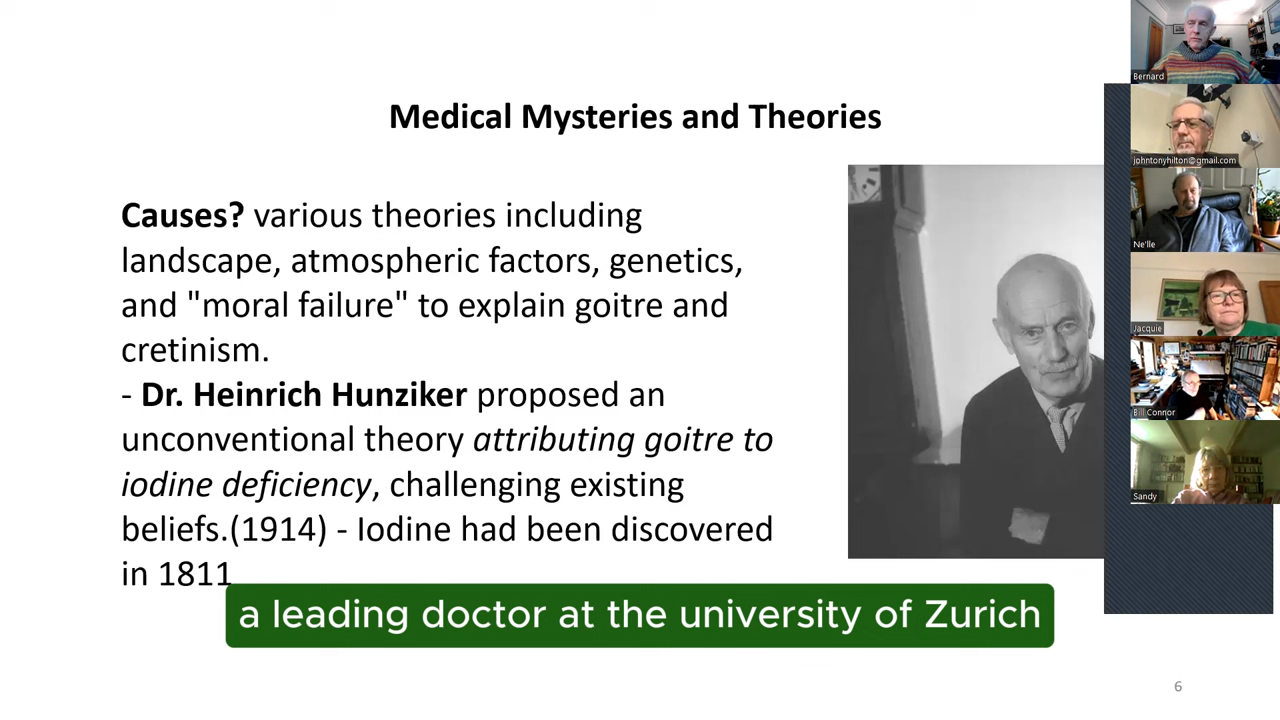 Medical Mysteries and Theories
Causes? various theories including
landscape, atmospheric factors, genetics,
and "moral failure" to explain goitre and
cretinism.
- Dr. Heinrich Hunziker proposed an
unconventional theory attributing goitre to
iodine deficiency, challenging existing
beliefs.(1914) - Iodine had been discovered
in 1811
a leading doctor at the university of Zurich
6
Bernard
johntonyhilton@gmail.com
Ne'lle
Jacquie
Bill Connor
Sandy